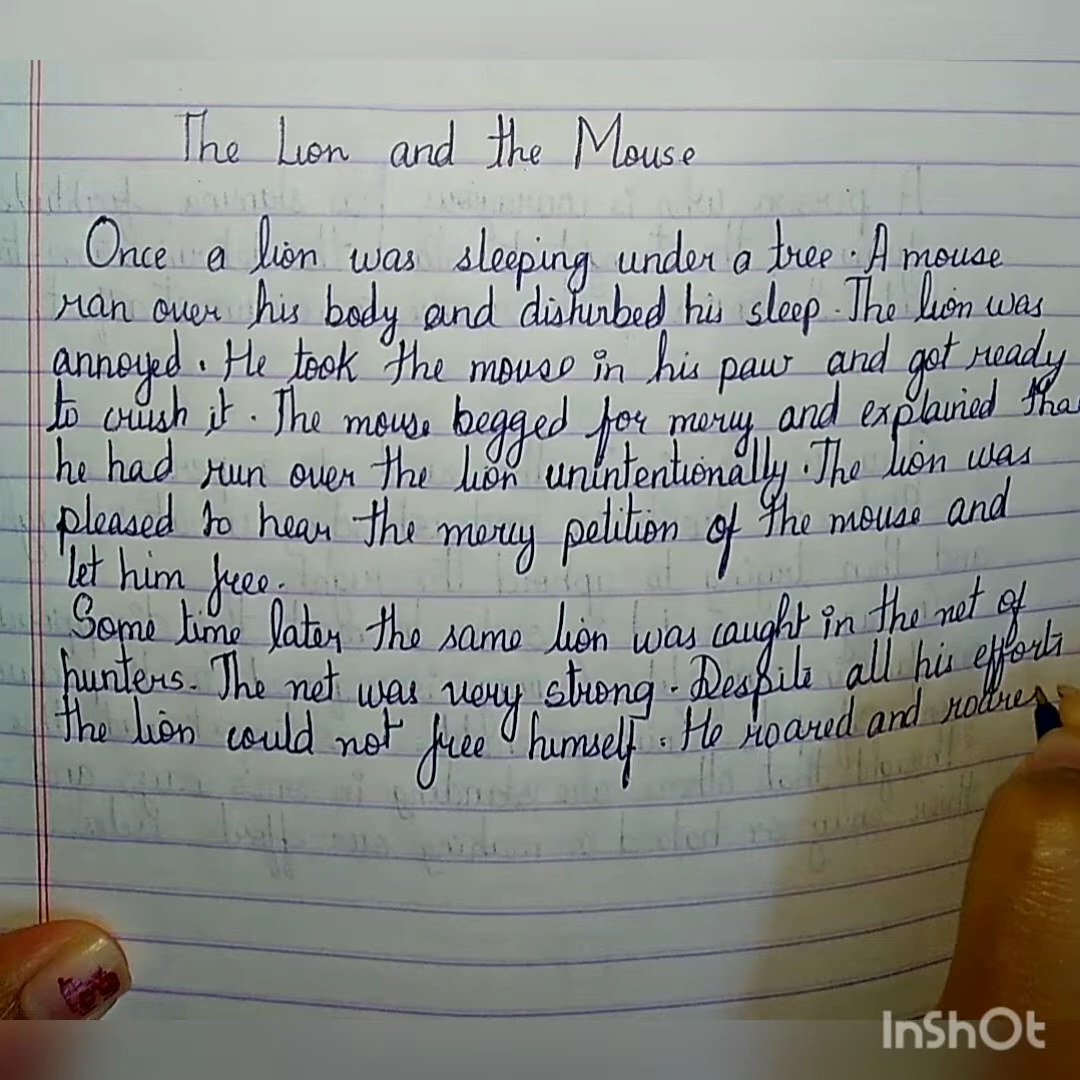 The Lion and the Mouse
Once a lion was sleeping under a tree. A mouse
ran over his body and disturbed his sleep. The lion was
annoyed. He took the mouse in his paw and got ready
to crush it. The mouse begged for mercy and explained tha
he had run over the lion unintentionally. The lion was
pleased to hear the mercy petition of the mouse and
let him free.
Some time later the same lion was caught in the net of
hunters. The net was very strong. Despite all his efforts
the lion could not free himself. He roared and roare
InShOt